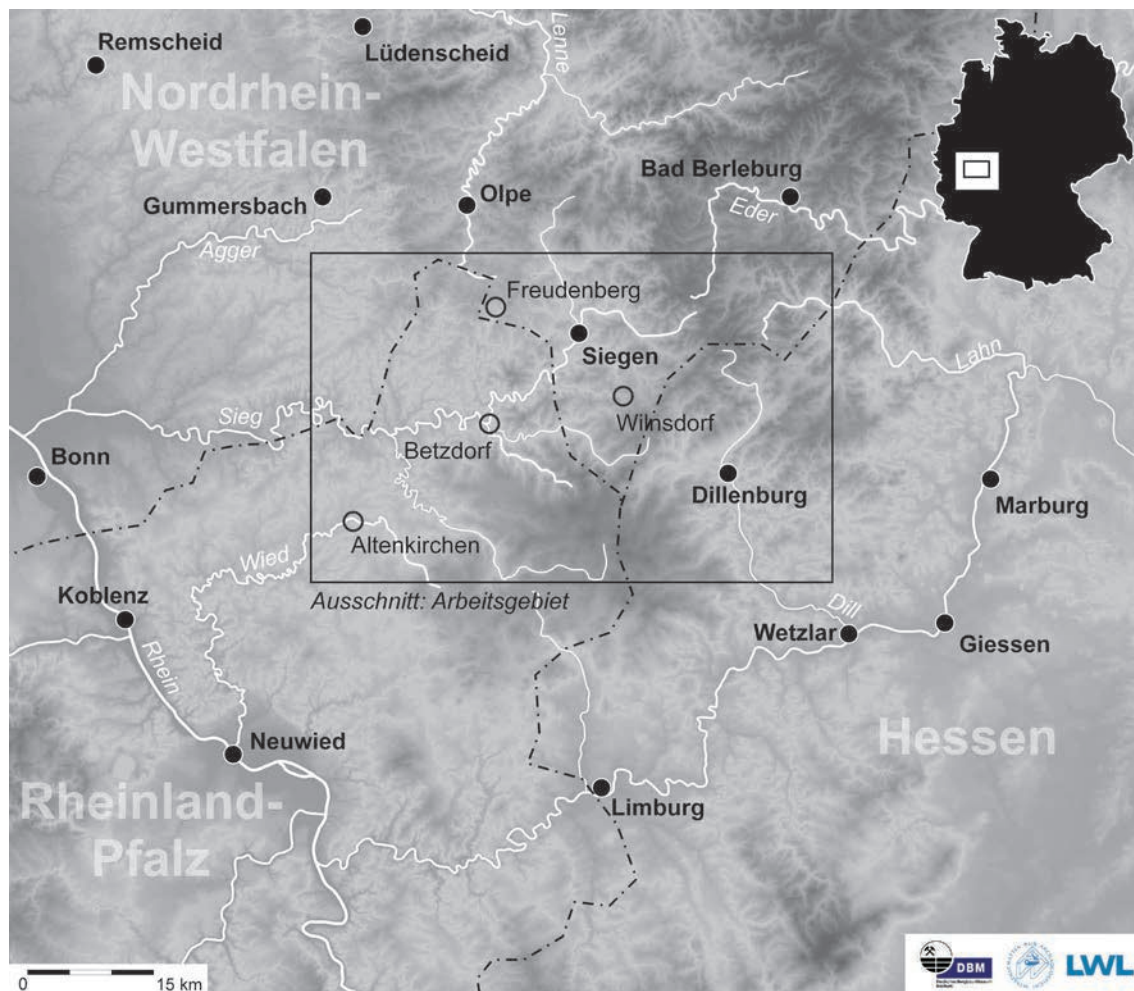 Remscheid
Lüdenscheid
Lenne
Nordrhein-
Westfalen
Bad Berleburg
Olpe
Gummersbach
Eder
Agger
Freudenberg
Siegen
Lahn
Sieg
Wilnsdorf
Betzdorf
Bonn
Dillenburg
Marburg
Altenkirchen
Wied
Koblenz
Ausschnitt: Arbeitsgebiet
Dill
Wetzlar
Giessen
Rhein
Hessen
Neuwied
Rheinland-
Pfalz
Limburg
DBM
LWL
0 15 km